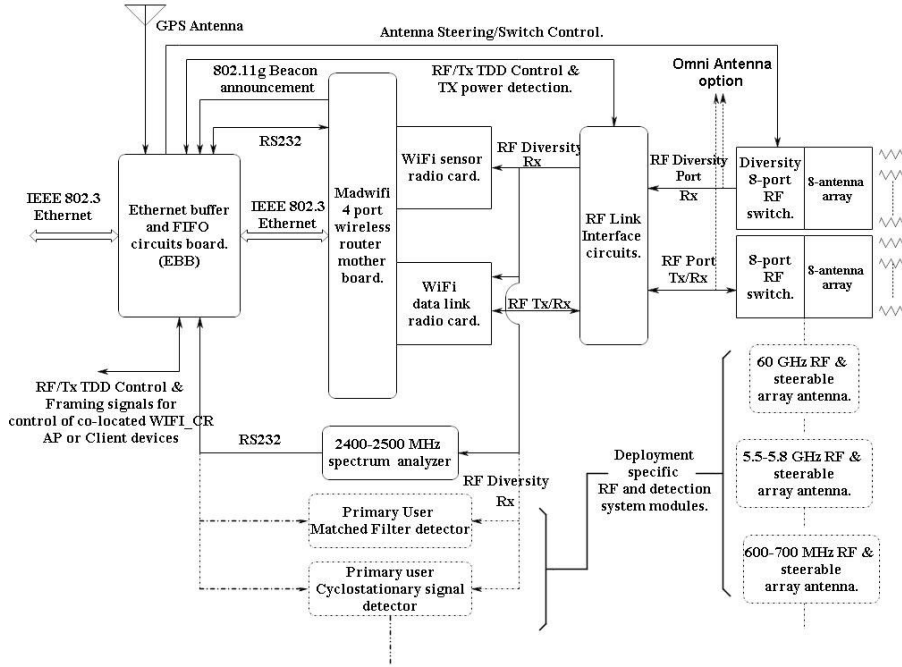 GPS Antenna
Antenna Steering/Switch Control.
802.11g Beacon
announcement
RF/Tx TDD Control &
TX power detection.
Omni Antenna
option
RS232
IEEE 802.3
Ethernet
Ethernet buffer
and FIFO
circuits board.
(EBB)
IEEE 802.3
Ethernet
Madwifi
4 port
wireless
router
mother
board.
WiFi sensor
radio card.
RF Diversity
Rx
WiFi
data link
radio card.
RF Tx/Rx
RF Link
Interface
circuits.
RF Diversity
Port
Rx
RF Port
Tx/Rx
Diversity
8-port
RF
switch.
8-antenna
array
8-port
RF
switch.
8-antenna
array
RF/Tx TDD Control &
Framing signals for
control of co-located WIFI_CR
AP or Client devices
RS232
2400-2500 MHz
spectrum analyzer
RF Diversity
Rx
Primary User
Matched Filter detector
Primary user
Cyclostationary signal
detector
Deployment
specific
RF and detection
system modules.
60 GHz RF &
steerable
array antenna.
5.5-5.8 GHz RF &
steerable
array antenna.
600-700 MHz RF &
steerable
array antenna.